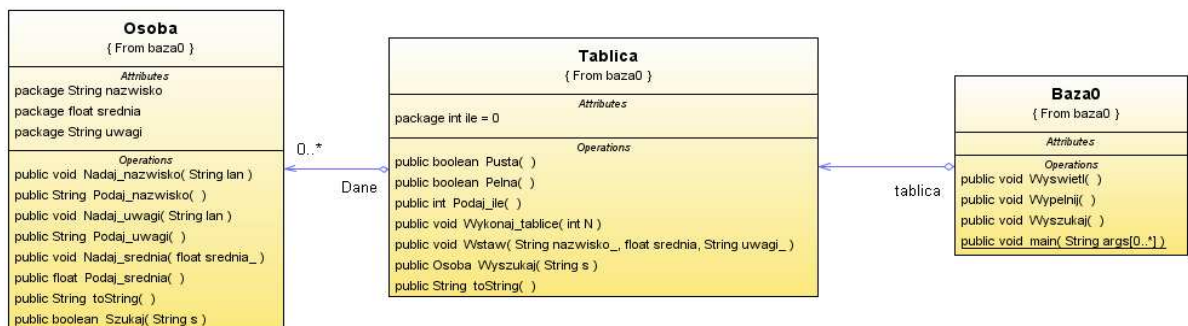 Osoba
{ From baza0 }
Attributes
package String nazwisko
package float srednia
package String uwagi
Operations
public void Nadaj_nazwisko( String lan )
public String Podaj_nazwisko( )
public void Nadaj_uwagi( String lan )
public String Podaj_uwagi( )
public void Nadaj_srednia( float srednia_ )
public float Podaj_srednia( )
public String toString( )
public boolean Szukaj( String s )
0..*
Dane
Tablica
{ From baza0 }
Attributes
package int ile = 0
Operations
public boolean Pusta( )
public boolean Pelna( )
public int Podaj_ile( )
public void Wykonaj_tablice( int N )
public void Wstaw( String nazwisko_, float srednia, String uwagi_ )
public Osoba Wyszukaj( String s )
public String toString( )
tablica
Baza0
{ From baza0 }
Attributes
Operations
public void Wyswietl( )
public void Wypelnij( )
public void Wyszukaj( )
public void main( String args[0..*] )